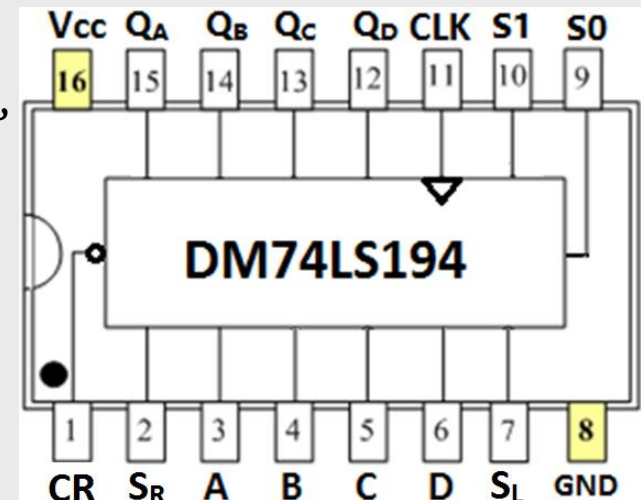 Vcc QA QB QC QD CLK S1 S0
16 15 14 13 12 11 10 9
,
DM74LS194
1 2 3 4 5 6 7 8
CR SR A B C D SL GND